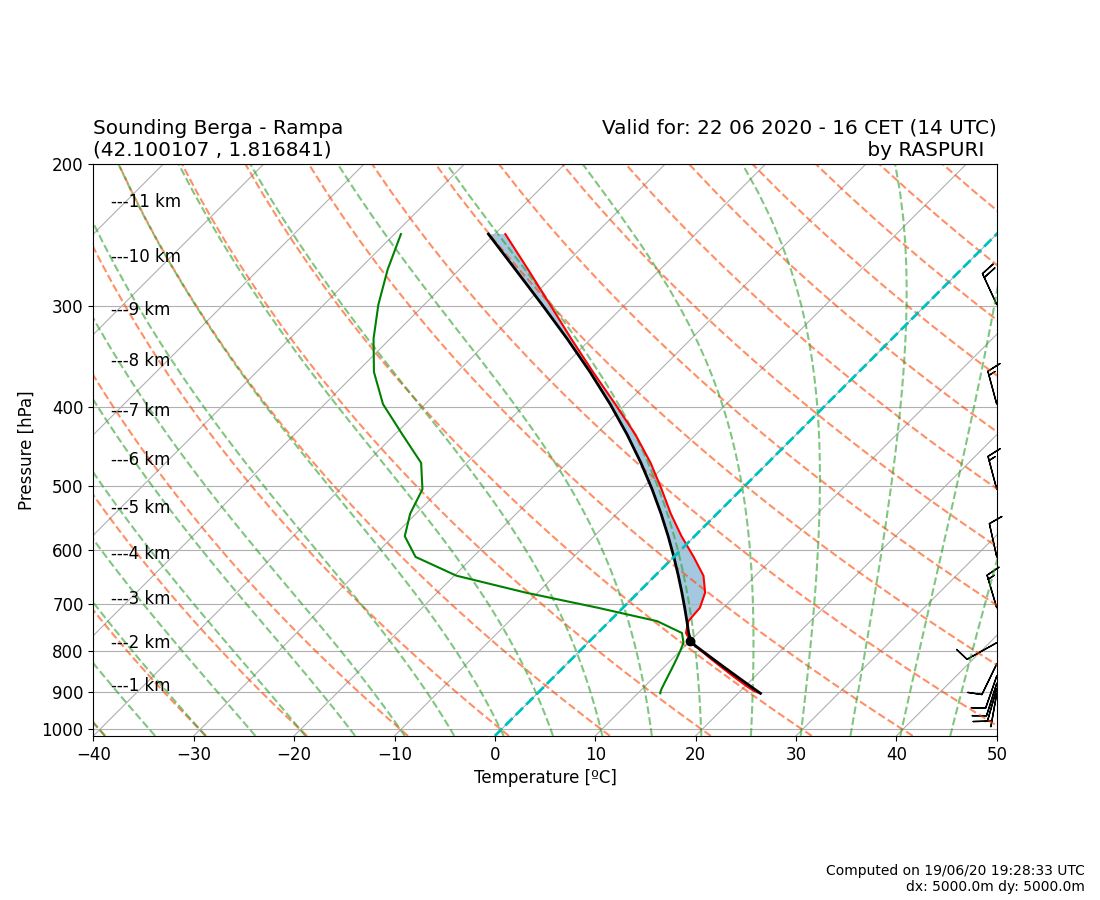 Sounding Berga - Rampa
(42.100107 , 1.816841)
Valid for: 22 06 2020 - 16 CET (14 UTC)
by RASPURI
200
---11 km
---10 km
300
---9 km
---8 km
400
---7 km
---6 km
500
---5 km
600
---4 km
700
---3 km
800
---2 km
900
---1 km
1000
Pressure [hPa]
−40 −30 −20 −10 0 10 20 30 40 50
Temperature [ºC]
Computed on 19/06/20 19:28:33 UTC
dx: 5000.0m dy: 5000.0m